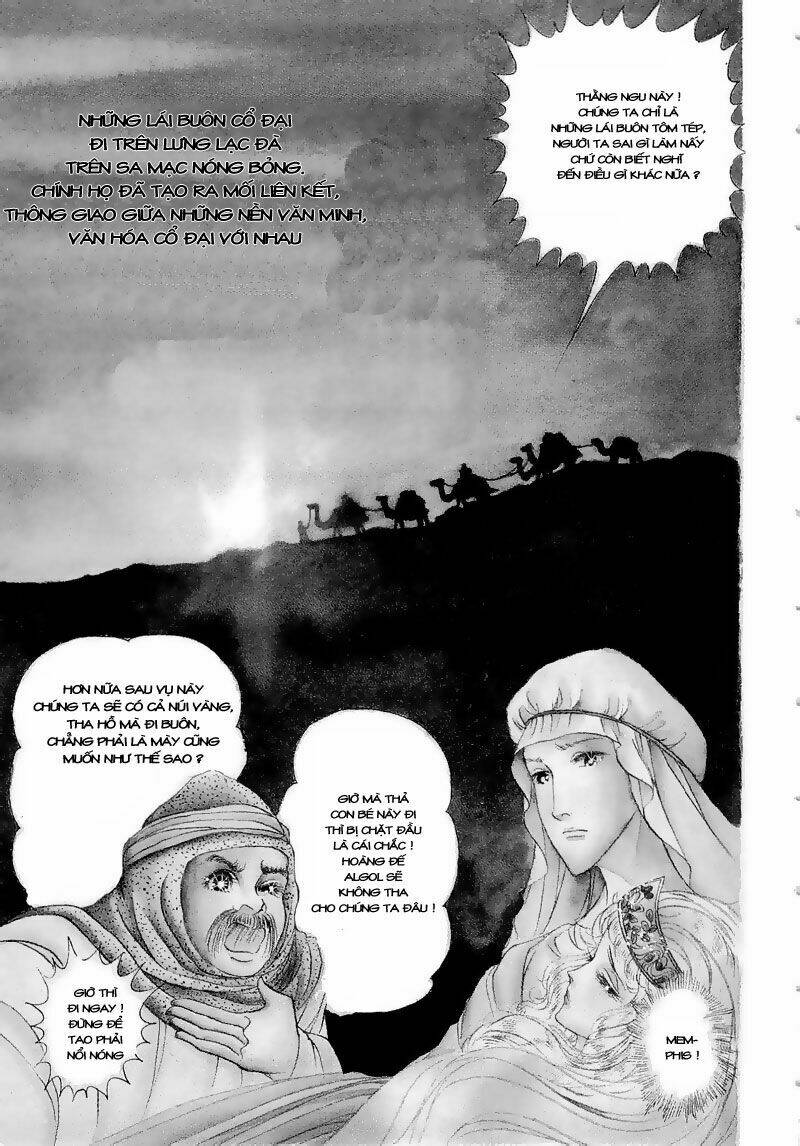 THẰNG NGU NÀY !
CHÚNG TA CHỈ LÀ
NHỮNG LÁI BUÔN TÔM TÉP,
NGƯỜI TA SAI GÌ LÀM NẤY
CHỨ CÒN BIẾT NGHĨ
ĐẾN ĐIỀU GÌ KHÁC NỮA ?
NHỮNG LÁI BUÔN CỔ ĐẠI
ĐI TRÊN LƯNG LẠC ĐÀ
TRÊN SA MẠC NÓNG BỎNG.
CHÍNH HỌ ĐÃ TẠO RA MỐI LIÊN KẾT,
THÔNG GIAO GIỮA NHỮNG NỀN VĂN MINH,
VĂN HÓA CỔ ĐẠI VỚI NHAU
HƠN NỮA SAU VỤ NÀY
CHÚNG TA SẼ CÓ CẢ NÚI VÀNG,
THA HỒ MÀ ĐI BUÔN,
CHẲNG PHẢI LÀ MÀY CŨNG
MUỐN NHƯ THẾ SAO ?
GIỜ MÀ THẢ
CON BÉ NÀY ĐI
THÌ BỊ CHẶT ĐẦU
LÀ CÁI CHẮC !
HOÀNG ĐẾ
ALGOL SẼ
KHÔNG THA
CHO CHÚNG TA ĐÂU !
GIỜ THÌ
ĐI NGAY !
ĐỪNG ĐỂ
TAO PHẢI
NỔI NÓNG
MEM-
PHIS !